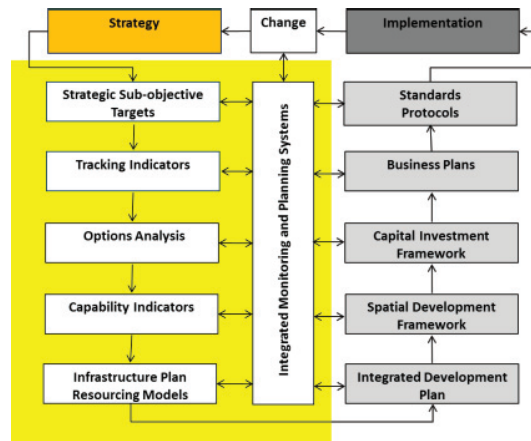 Strategy
Change
Implementation
Strategic Sub-objective
Targets
Tracking Indicators
Options Analysis
Capability Indicators
Infrastructure Plan
Resourcing Models
Integrated Monitoring and Planning Systems
Standards
Protocols
Business Plans
Capital Investment
Framework
Spatial Development
Framework
Integrated Development
Plan